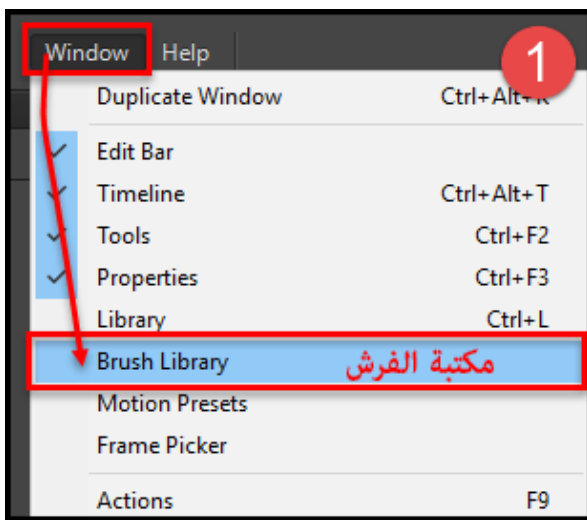 Window Help
1
Duplicate Window Ctrl+Alt+K
Edit Bar
Timeline Ctrl+Alt+T
Tools Ctrl+F2
Properties Ctrl+F3
Library Ctrl+L
Brush Library مكتبة الفرش
Motion Presets
Frame Picker
Actions F9